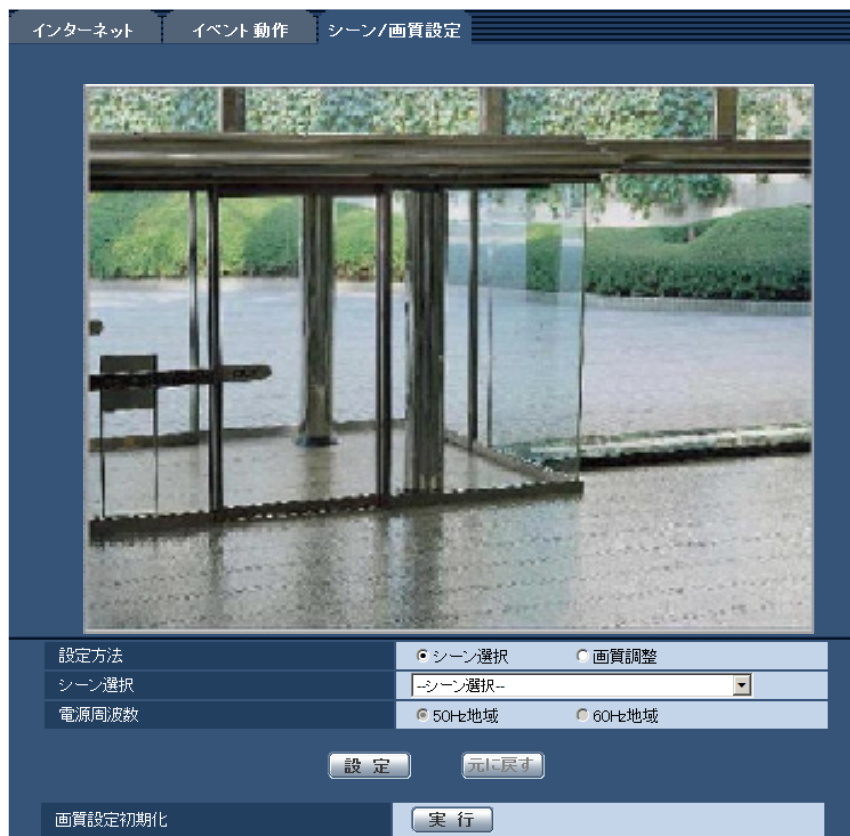 インターネット イベント動作 シーン/画質設定
設定方法 シーン選択 画質調整
シーン選択 --シーン選択--
電源周波数 50Hz地域 60Hz地域
設 定 元に戻す
画質設定初期化 実 行